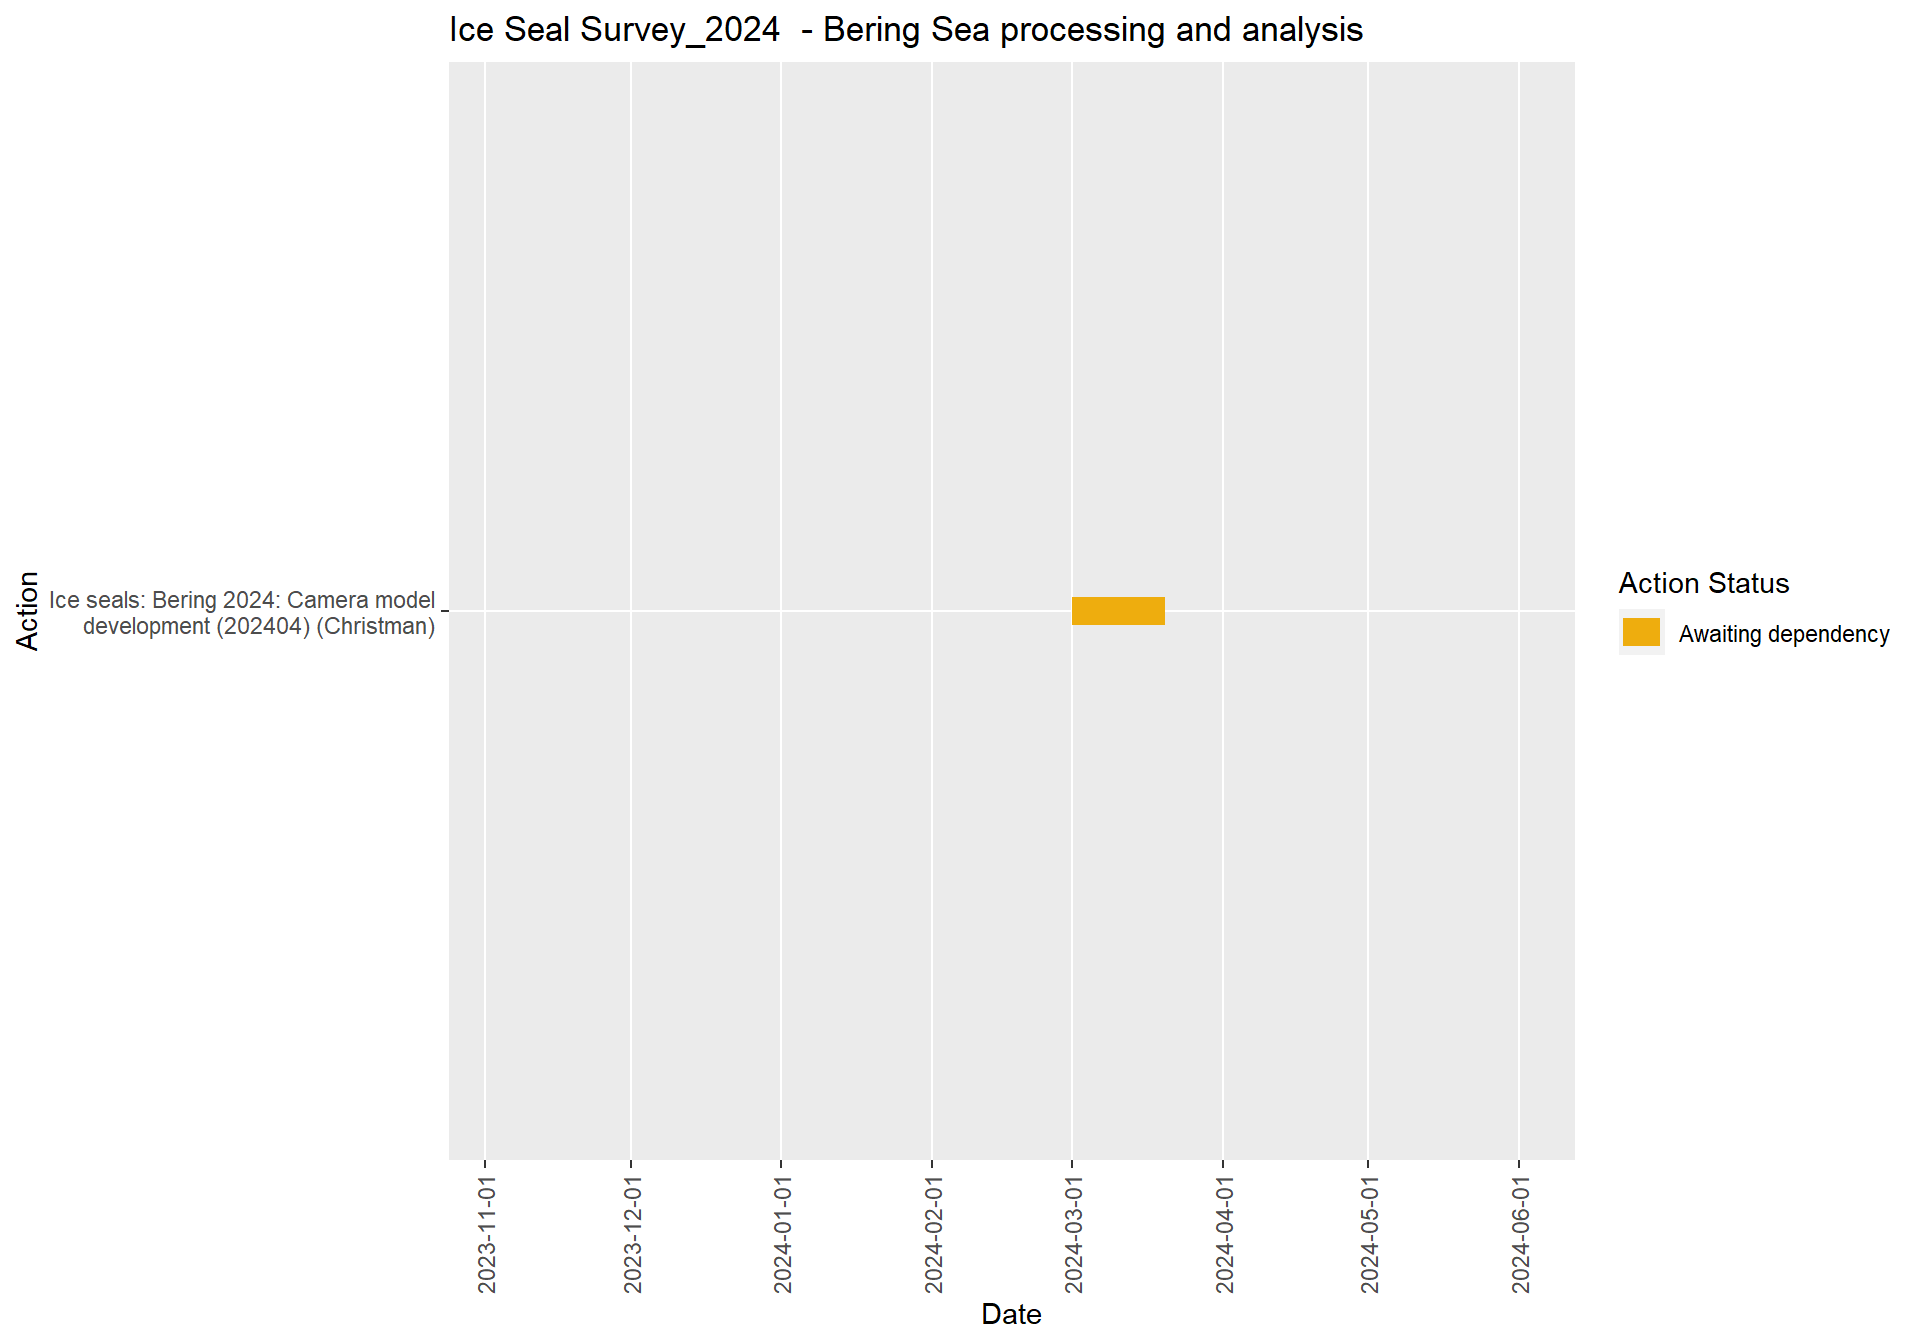 Ice Seal Survey_2024  - Bering Sea processing and analysis
Action
Ice seals: Bering 2024: Camera model
development (202404) (Christman)
Action Status
Awaiting dependency
2023-11-01
2023-12-01
2024-01-01
2024-02-01
2024-03-01
2024-04-01
2024-05-01
2024-06-01
Date